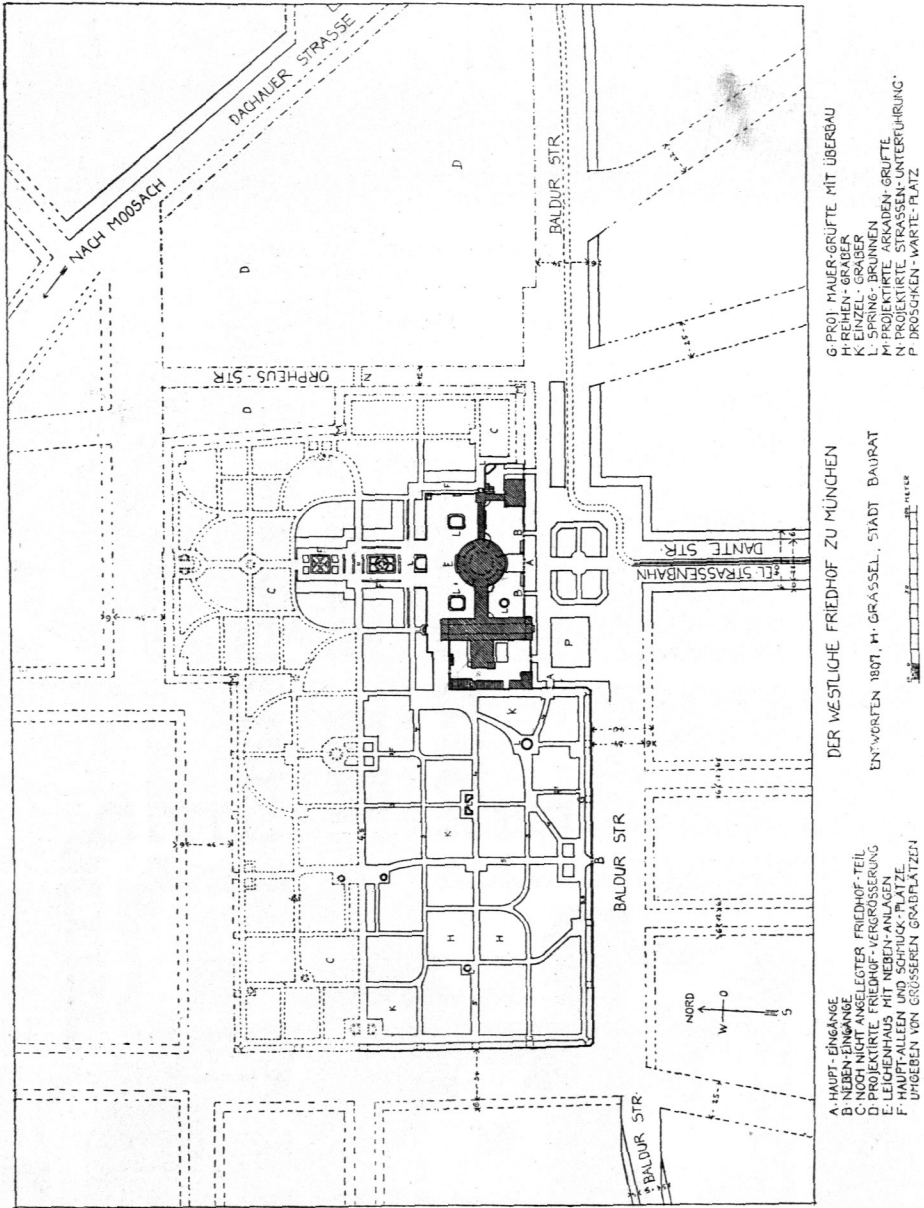 NACH MOOSACH
DACHAUER STRASSE
D
D
BALDUR STR
ORPHEUS-STR
N
D
C
C
F
L
L
E
L
L
B
B
A
A
P
EL. STRASSENBAHN
DANTE STR.
K
K
K
H
H
C
B
BALDUR STR
BALDUR STR.
NORD
W
O
S
A. HAUPT-EINGÄNGE
B. NEBEN-EINGÄNGE
C. NOCH NICHT ANGELEGTER FRIEDHOF-TEIL
D. PROJEKTIRTE FRIEDHOF-VERGRÖSSERUNG
E. LEICHENHAUS MIT NEBEN-ANLAGEN
F. HAUPT-ALLEEN UND SCHMUCK-PLÄTZE
UMGEBEN VON GRÖSSEREN GRABPLÄTZEN
DER WESTLICHE FRIEDHOF ZU MÜNCHEN
ENTWORFEN 1897, H. GRÄSSEL, STADT BAURAT
METER
G. PROJ. MAUER-GRÜFTE MIT ÜBERBAU
H. REIHEN-GRÄBER
K. EINZEL-GRÄBER
L. SPRING-BRUNNEN
M. PROJEKTIRTE ARKADEN-GRÜFTE
N. PROJEKTIRTE STRASSEN-UNTERFÜHRUNG
P. DROSCHKEN-WARTE-PLATZ